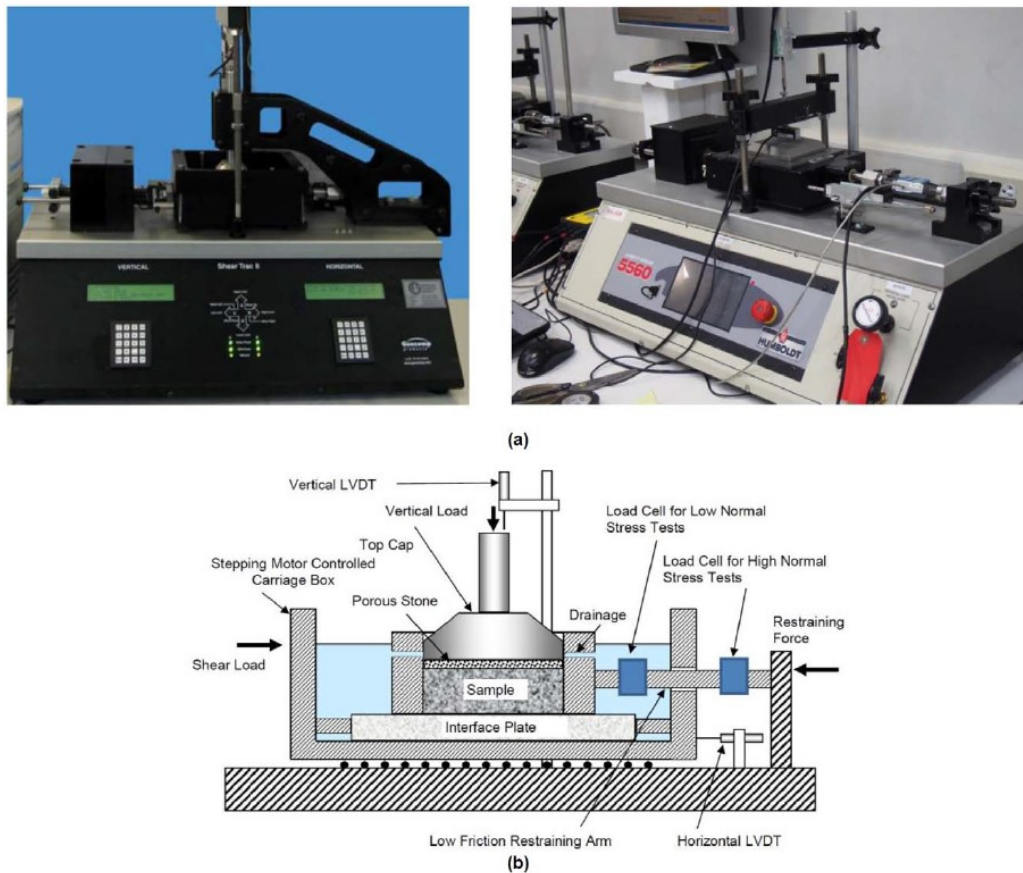 VERTICAL
Shear Trac II
HORIZONTAL
Geocomp
5560
HUMBOLDT
(a)
Vertical LVDT
Vertical Load
Top Cap
Stepping Motor Controlled
Carriage Box
Porous Stone
Drainage
Load Cell for Low Normal
Stress Tests
Load Cell for High Normal
Stress Tests
Restraining
Force
Shear Load
Sample
Interface Plate
Low Friction Restraining Arm
Horizontal LVDT
(b)